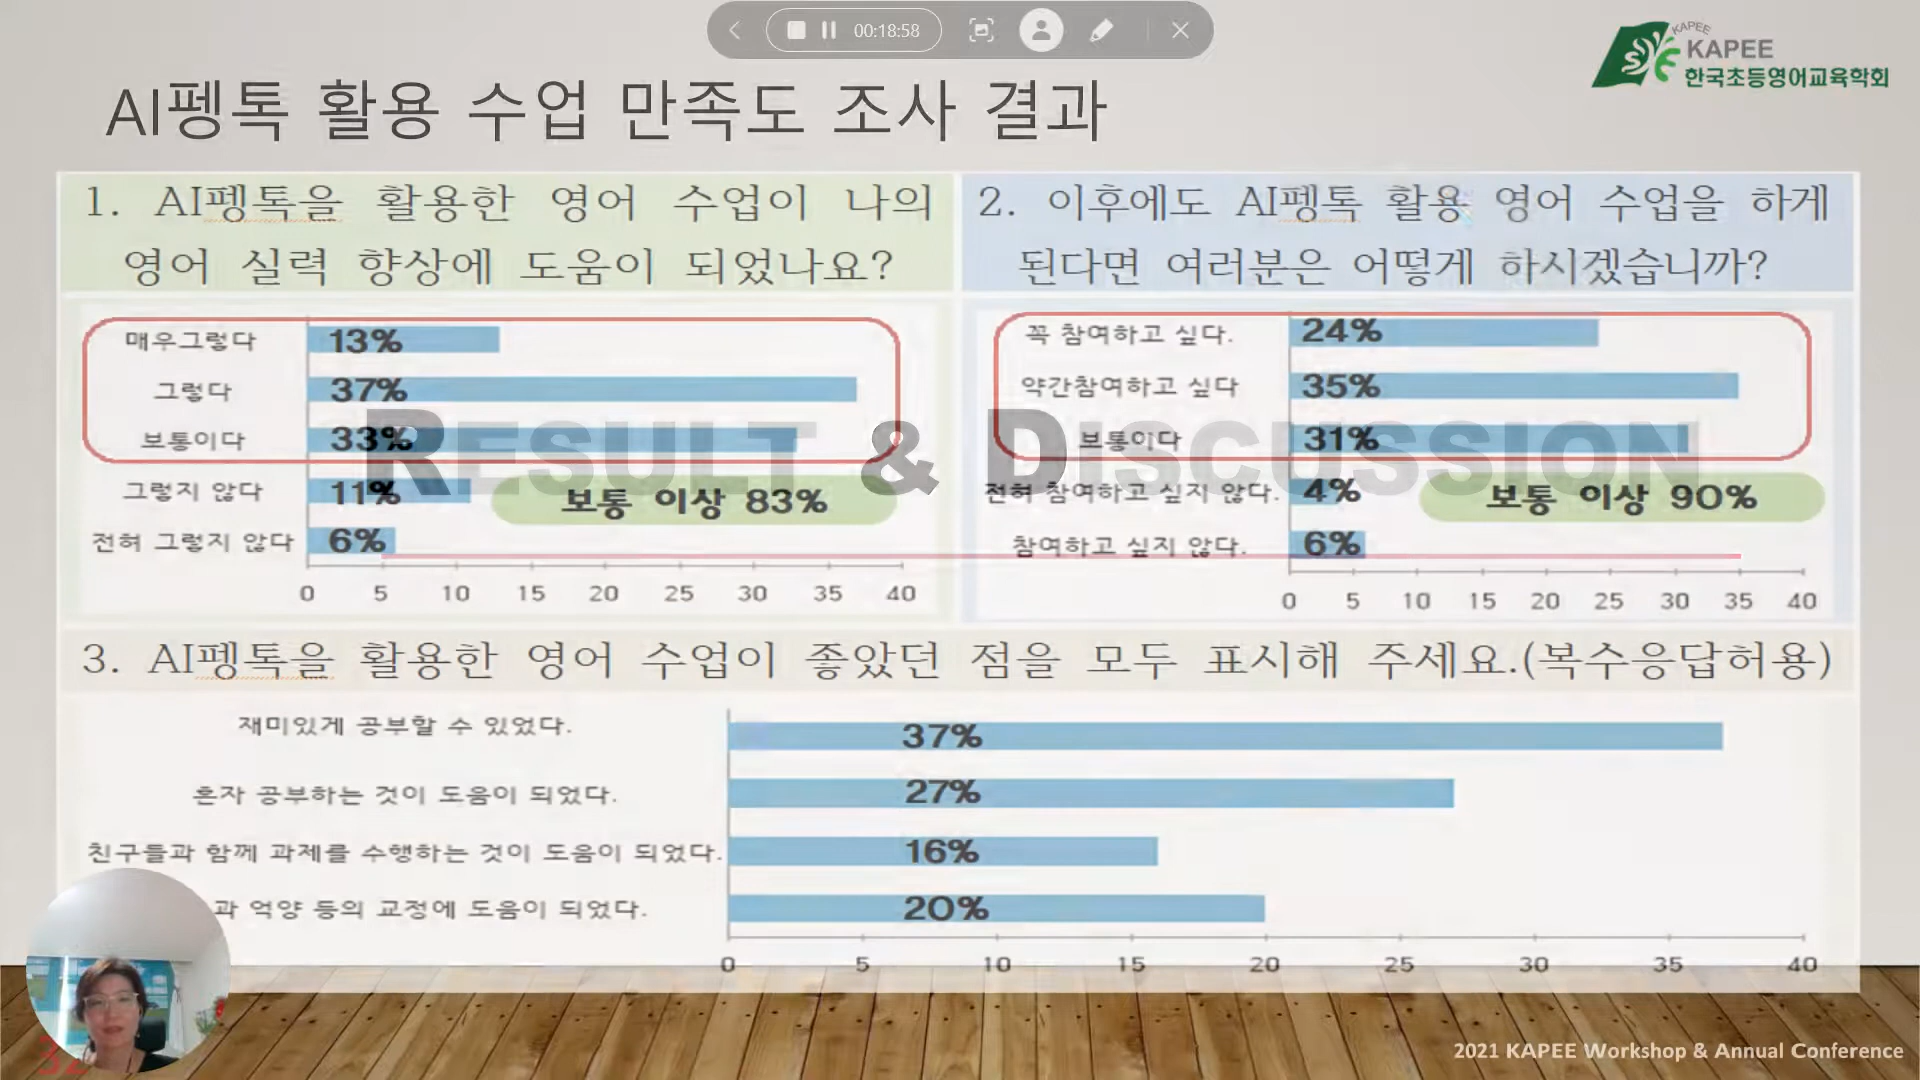 00:18:58
KAPEE
KAPEE
한국초등영어교육학회
AI펭톡 활용 수업 만족도 조사 결과
1. AI펭톡을 활용한 영어 수업이 나의
영어 실력 향상에 도움이 되었나요?
매우그렇다 13%
그렇다 37%
보통이다 33%
그렇지 않다 11%
전혀 그렇지 않다 6%
보통 이상 83%
0 5 10 15 20 25 30 35 40
2. 이후에도 AI펭톡 활용 영어 수업을 하게
된다면 여러분은 어떻게 하시겠습니까?
꼭 참여하고 싶다. 24%
약간참여하고 싶다 35%
보통이다 31%
전혀 참여하고 싶지 않다. 4%
참여하고 싶지 않다. 6%
보통 이상 90%
0 5 10 15 20 25 30 35 40
RESULT & DISCUSSION
3. AI펭톡을 활용한 영어 수업이 좋았던 점을 모두 표시해 주세요.(복수응답허용)
재미있게 공부할 수 있었다. 37%
혼자 공부하는 것이 도움이 되었다. 27%
친구들과 함께 과제를 수행하는 것이 도움이 되었다. 16%
과 억양 등의 교정에 도움이 되었다. 20%
0 5 10 15 20 25 30 35 40
2021 KAPEE Workshop & Annual Conference